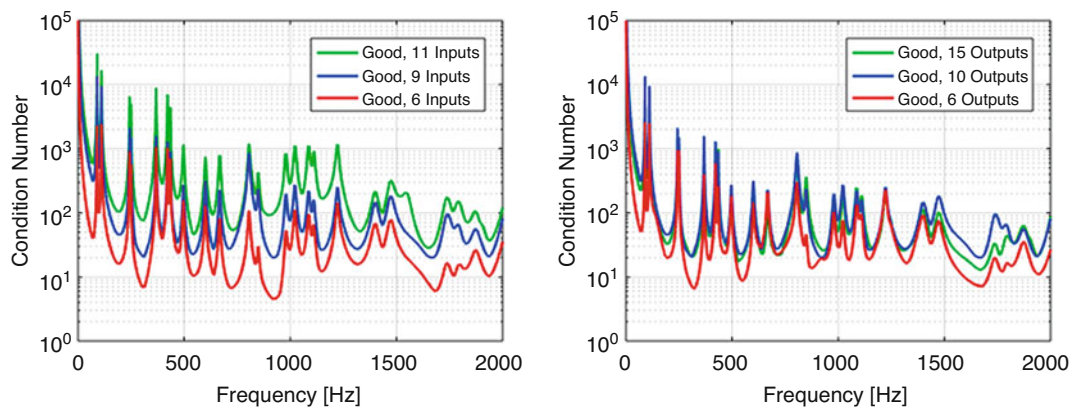 Condition Number
10^5
10^4
10^3
10^2
10^1
10^0
Good, 11 Inputs
Good, 9 Inputs
Good, 6 Inputs
0
500
1000
1500
2000
Frequency [Hz]
Condition Number
10^5
10^4
10^3
10^2
10^1
10^0
Good, 15 Outputs
Good, 10 Outputs
Good, 6 Outputs
0
500
1000
1500
2000
Frequency [Hz]